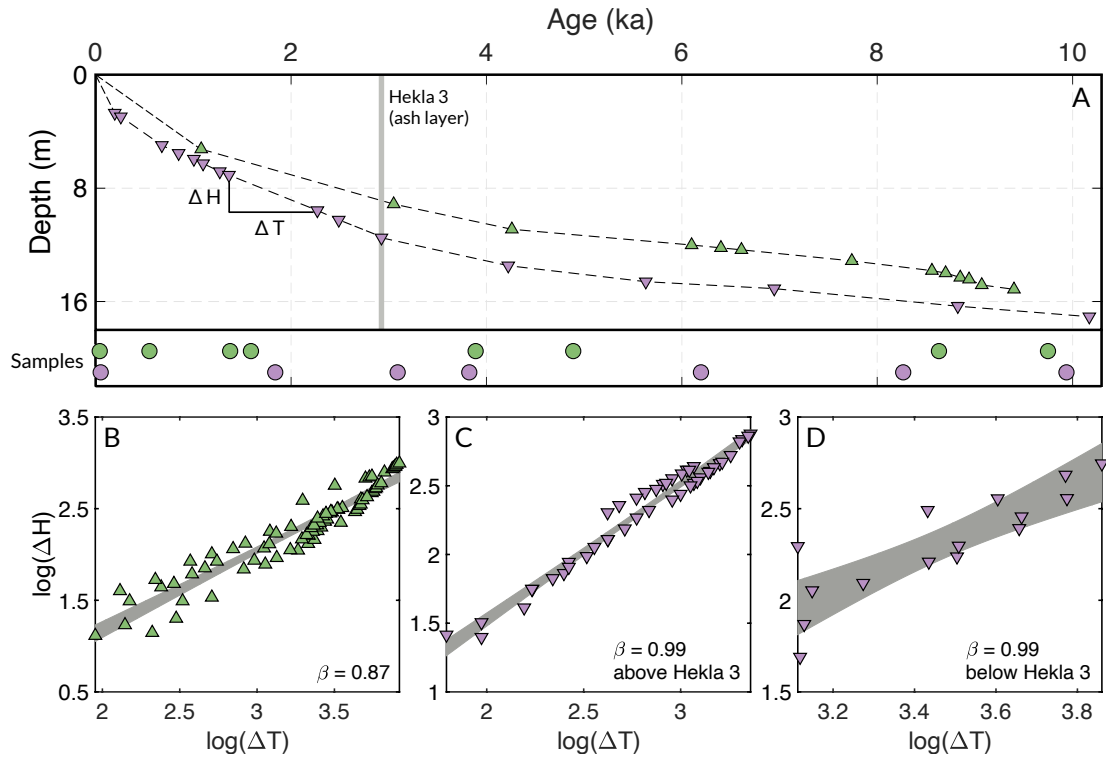 Age (ka)
0 2 4 6 8 10
A
Hekla 3
(ash layer)
Depth (m)
0
8
16
Δ H
Δ T
Samples
B
3.5
2.5
1.5
0.5
log(ΔH)
β = 0.87
2 2.5 3 3.5
log(ΔT)
C
3
2.5
2
1.5
1
β = 0.99
above Hekla 3
2 2.5 3
log(ΔT)
D
3
2.5
2
1.5
β = 0.99
below Hekla 3
3.2 3.4 3.6 3.8
log(ΔT)